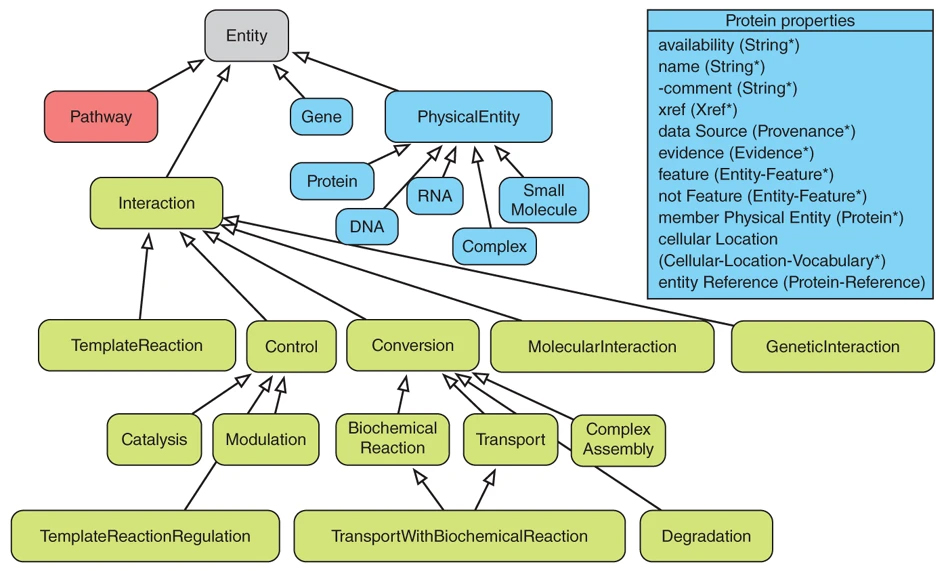 Entity
Protein properties
availability (String*)
name (String*)
-comment (String*)
xref (Xref*)
data Source (Provenance*)
evidence (Evidence*)
feature (Entity-Feature*)
not Feature (Entity-Feature*)
member Physical Entity (Protein*)
cellular Location
(Cellular-Location-Vocabulary*)
entity Reference (Protein-Reference)
Pathway
Gene
PhysicalEntity
Protein
RNA
Small
Molecule
DNA
Complex
Interaction
TemplateReaction
Control
Conversion
MolecularInteraction
GeneticInteraction
Catalysis
Modulation
Biochemical
Reaction
Transport
Complex
Assembly
TemplateReactionRegulation
TransportWithBiochemicalReaction
Degradation